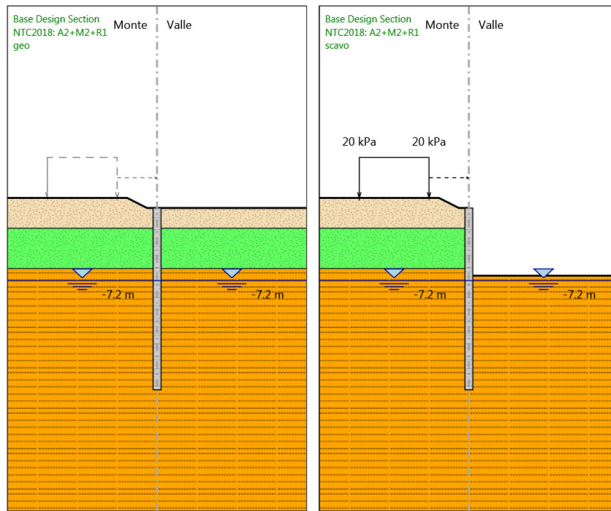 Base Design Section
NTC2018: A2+M2+R1
geo
Monte
Valle
-7.2 m
-7.2 m
Base Design Section
NTC2018: A2+M2+R1
scavo
Monte
Valle
20 kPa
20 kPa
-7.2 m
-7.2 m